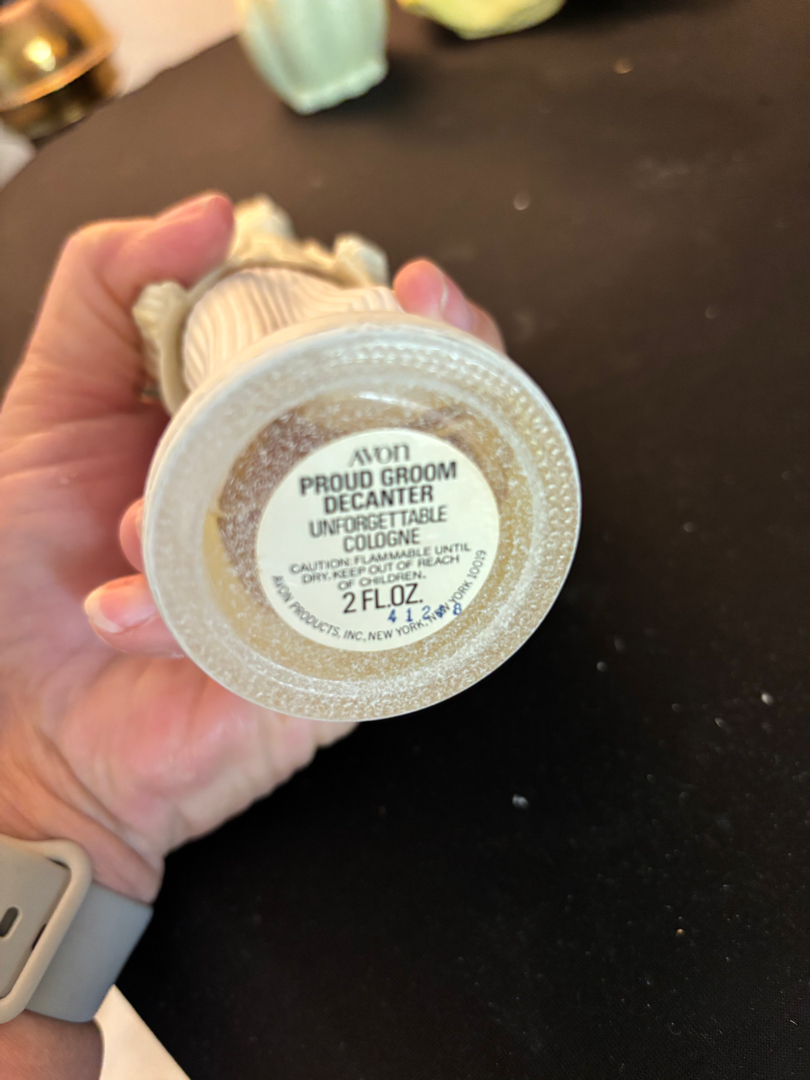 AVON
PROUD GROOM
DECANTER
UNFORGETTABLE
COLOGNE
CAUTION: FLAMMABLE UNTIL
DRY. KEEP OUT OF REACH
OF CHILDREN.
2 FL.OZ.
AVON PRODUCTS, INC, NEW YORK, NEW YORK 10019